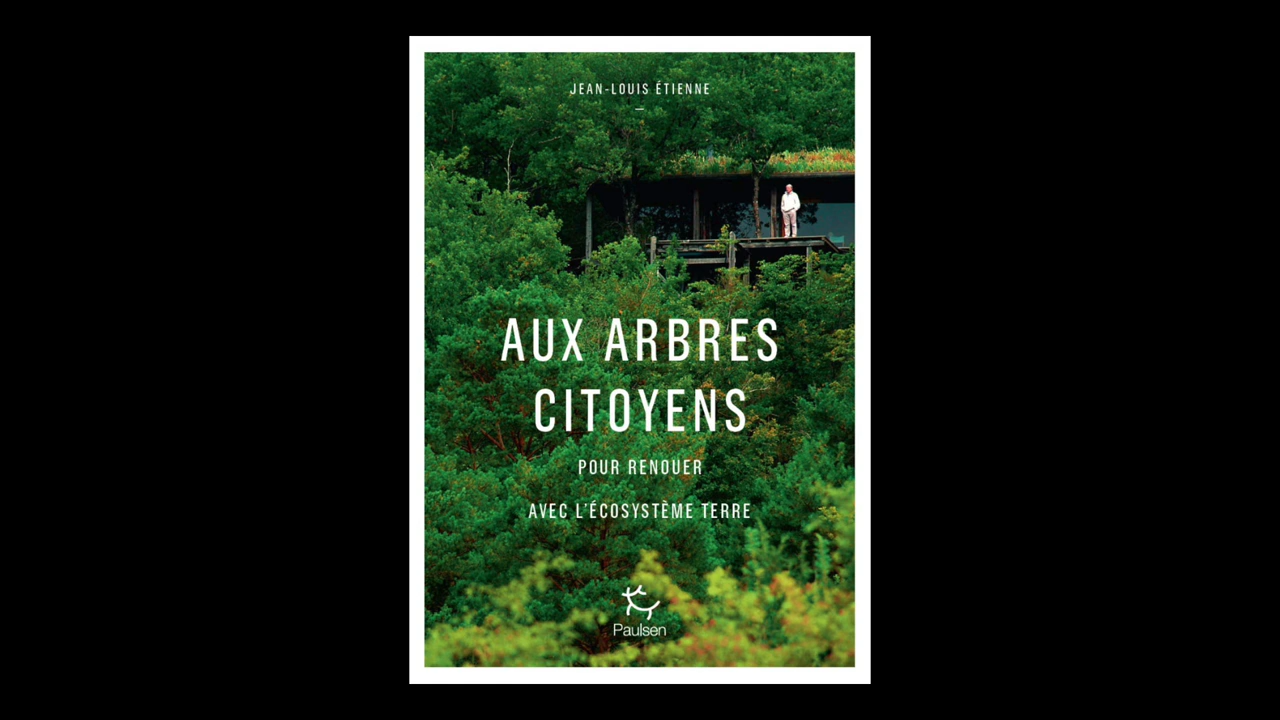 JEAN-LOUIS ÉTIENNE
AUX ARBRES
CITOYENS
POUR RENOUER
AVEC L'ÉCOSYSTÈME TERRE
Paulsen